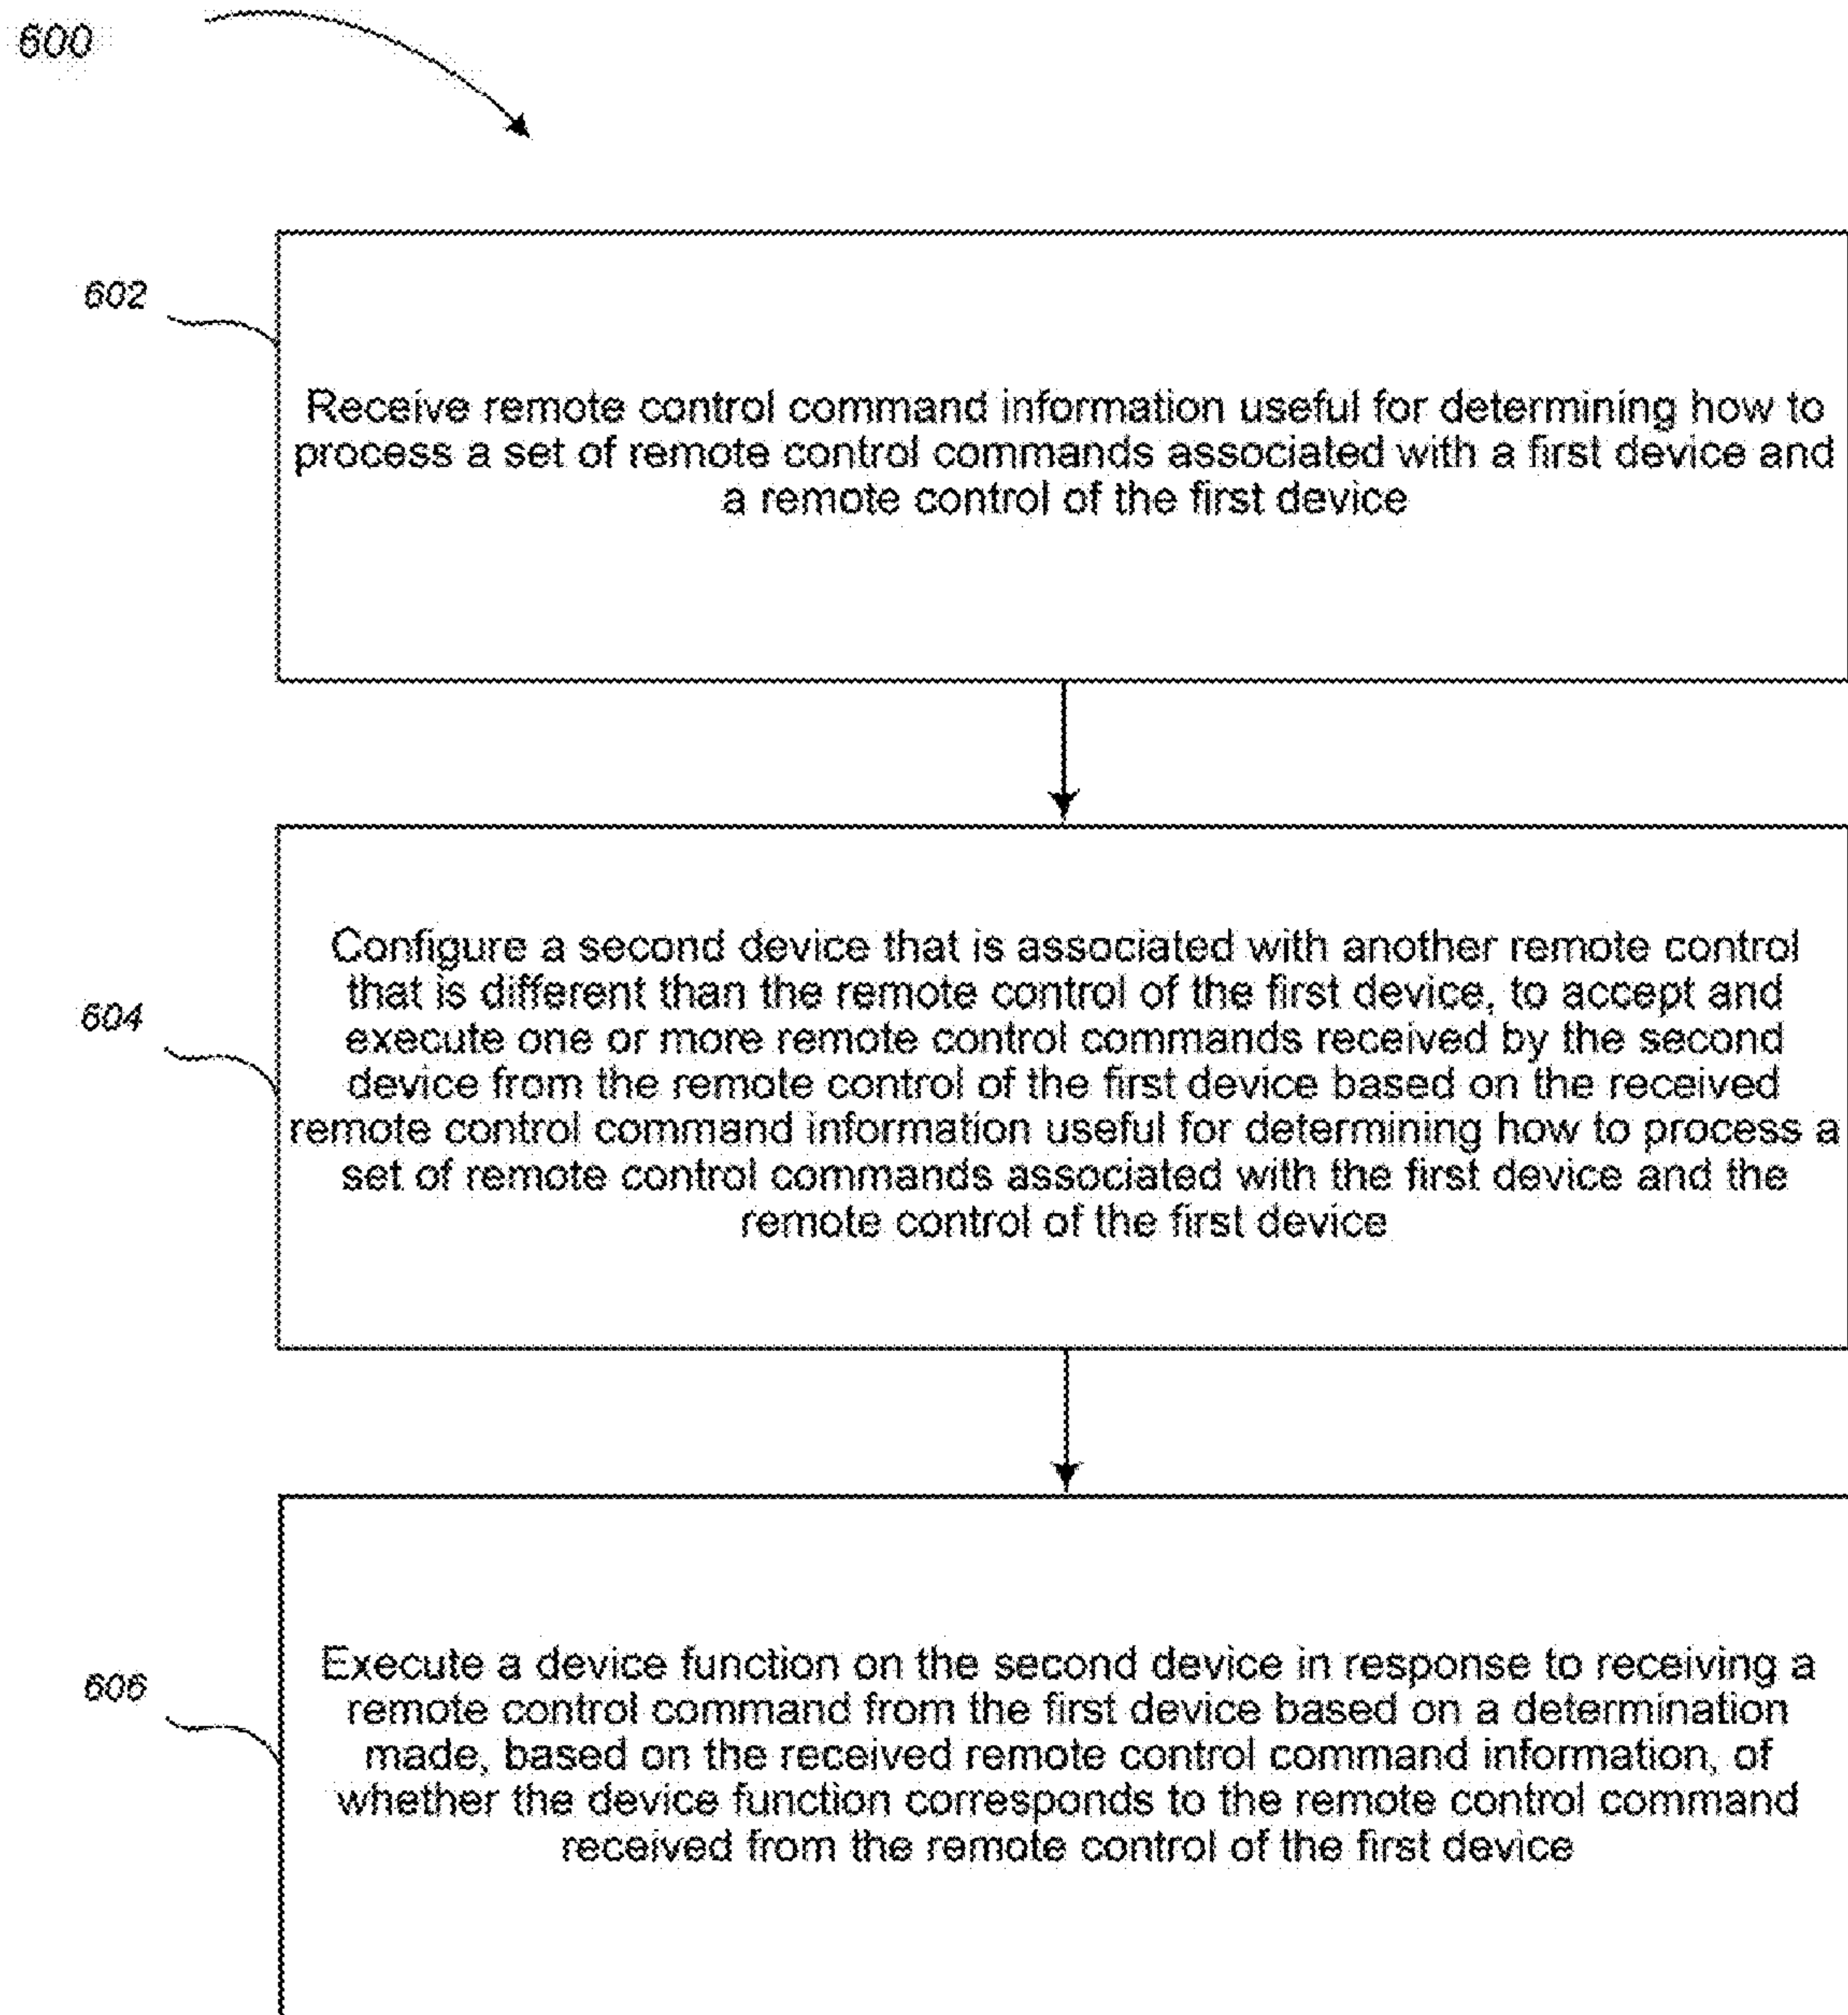 600
602
Receive remote control command information useful for determining how to
process a set of remote control commands associated with a first device and
a remote control of the first device
604
Configure a second device that is associated with another remote control
that is different than the remote control of the first device, to accept and
execute one or more remote control commands received by the second
device from the remote control of the first device based on the received
remote control command information useful for determining how to process a
set of remote control commands associated with the first device and the
remote control of the first device
606
Execute a device function on the second device in response to receiving a
remote control command from the first device based on a determination
made, based on the received remote control command information, of
whether the device function corresponds to the remote control command
received from the remote control of the first device